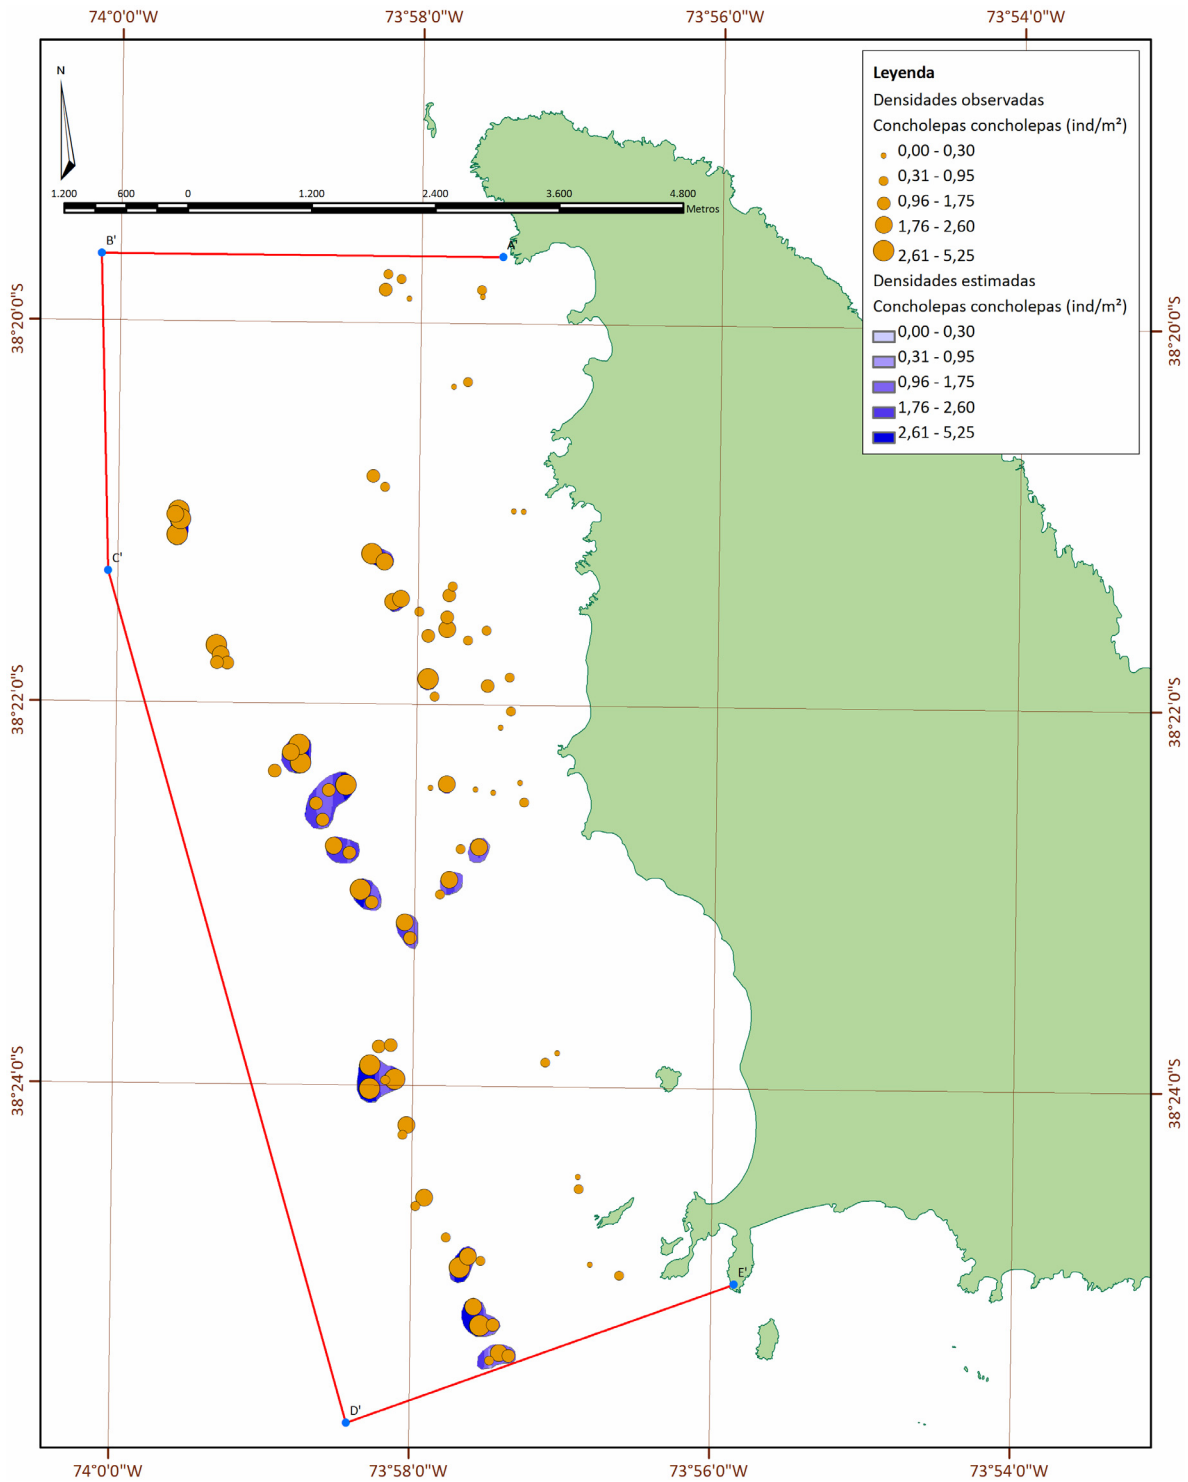 74°0'0"W 73°58'0"W 73°56'0"W 73°54'0"W
N
1.200 600 0 1.200 2.400 3.600 4.800
Metros
Leyenda
Densidades observadas
Concholepas concholepas (ind/m²)
0,00 - 0,30
0,31 - 0,95
0,96 - 1,75
1,76 - 2,60
2,61 - 5,25
Densidades estimadas
Concholepas concholepas (ind/m²)
0,00 - 0,30
0,31 - 0,95
0,96 - 1,75
1,76 - 2,60
2,61 - 5,25
B'
A'
38°20'0"S 38°20'0"S
C'
38°22'0"S 38°22'0"S
38°24'0"S 38°24'0"S
E'
D'
74°0'0"W 73°58'0"W 73°56'0"W 73°54'0"W